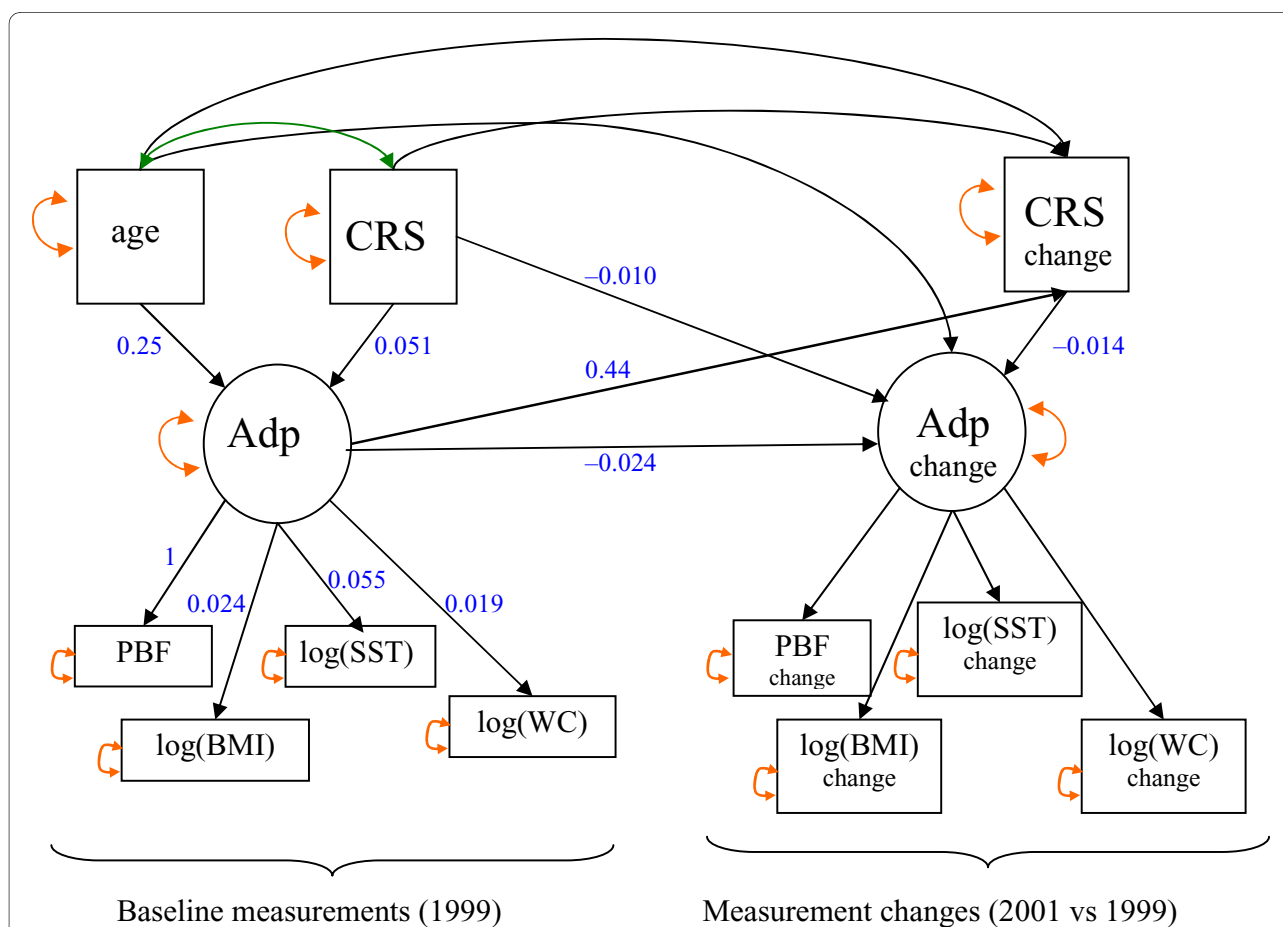 age
CRS
CRS
change
–0.010
0.25
0.051
–0.014
0.44
Adp
Adp
change
–0.024
1
0.024
0.055
0.019
PBF
log(SST)
log(BMI)
log(WC)
PBF
change
log(SST)
change
log(BMI)
change
log(WC)
change
Baseline measurements (1999)
Measurement changes (2001 vs 1999)